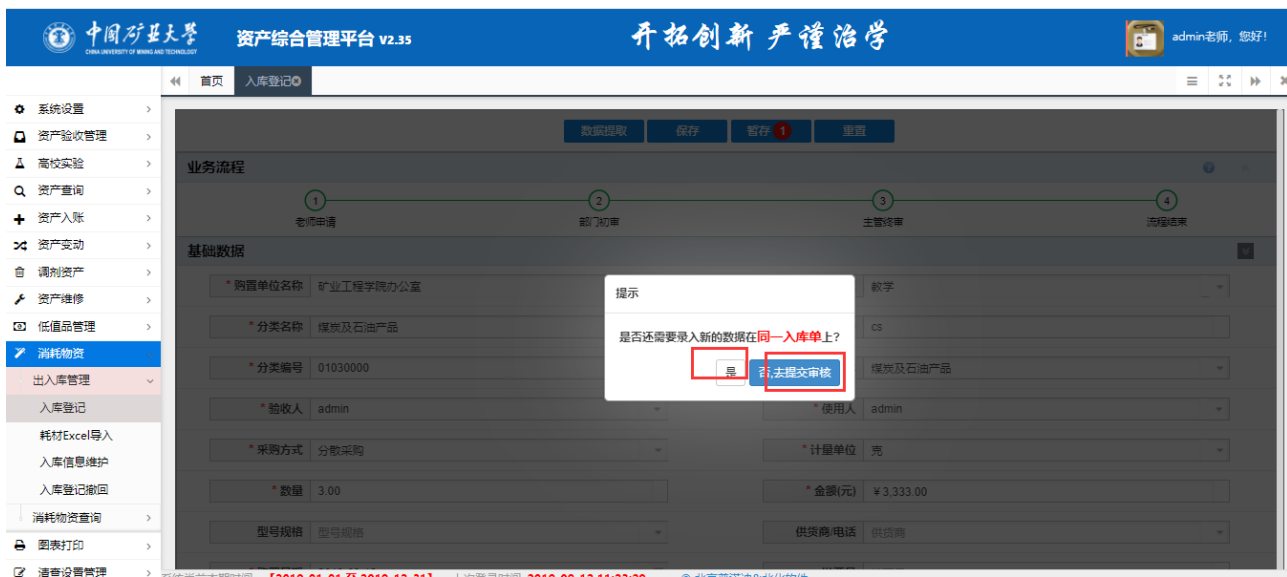 中国矿业大学
CHINA UNIVERSITY OF MINING AND TECHNOLOGY
资产综合管理平台 V2.35
开拓创新 严谨治学
admin老师，您好!
首页
入库登记
系统设置
资产验收管理
高校实验
资产查询
资产入账
资产变动
调剂资产
资产维修
低值品管理
消耗物资
出入库管理
入库登记
耗材Excel导入
入库信息维护
入库登记撤回
消耗物资查询
图表打印
清查设置管理
数据提取 保存 暂存 1 重置
业务流程
1 2 3 4
老师申请 部门初审 主管终审 流程结束
基础数据
* 购置单位名称 矿业工程学院办公室 教学
* 分类名称 煤炭及石油产品 cs
* 分类编号 01030000 煤炭及石油产品
* 验收人 admin * 使用人 admin
* 采购方式 分散采购 * 计量单位 克
* 数量 3.00 * 金额(元) ￥3,333.00
型号规格 型号规格 供货商/电话 供货商
提示
是否还需要录入新的数据在同一入库单上?
是 否,去提交审核